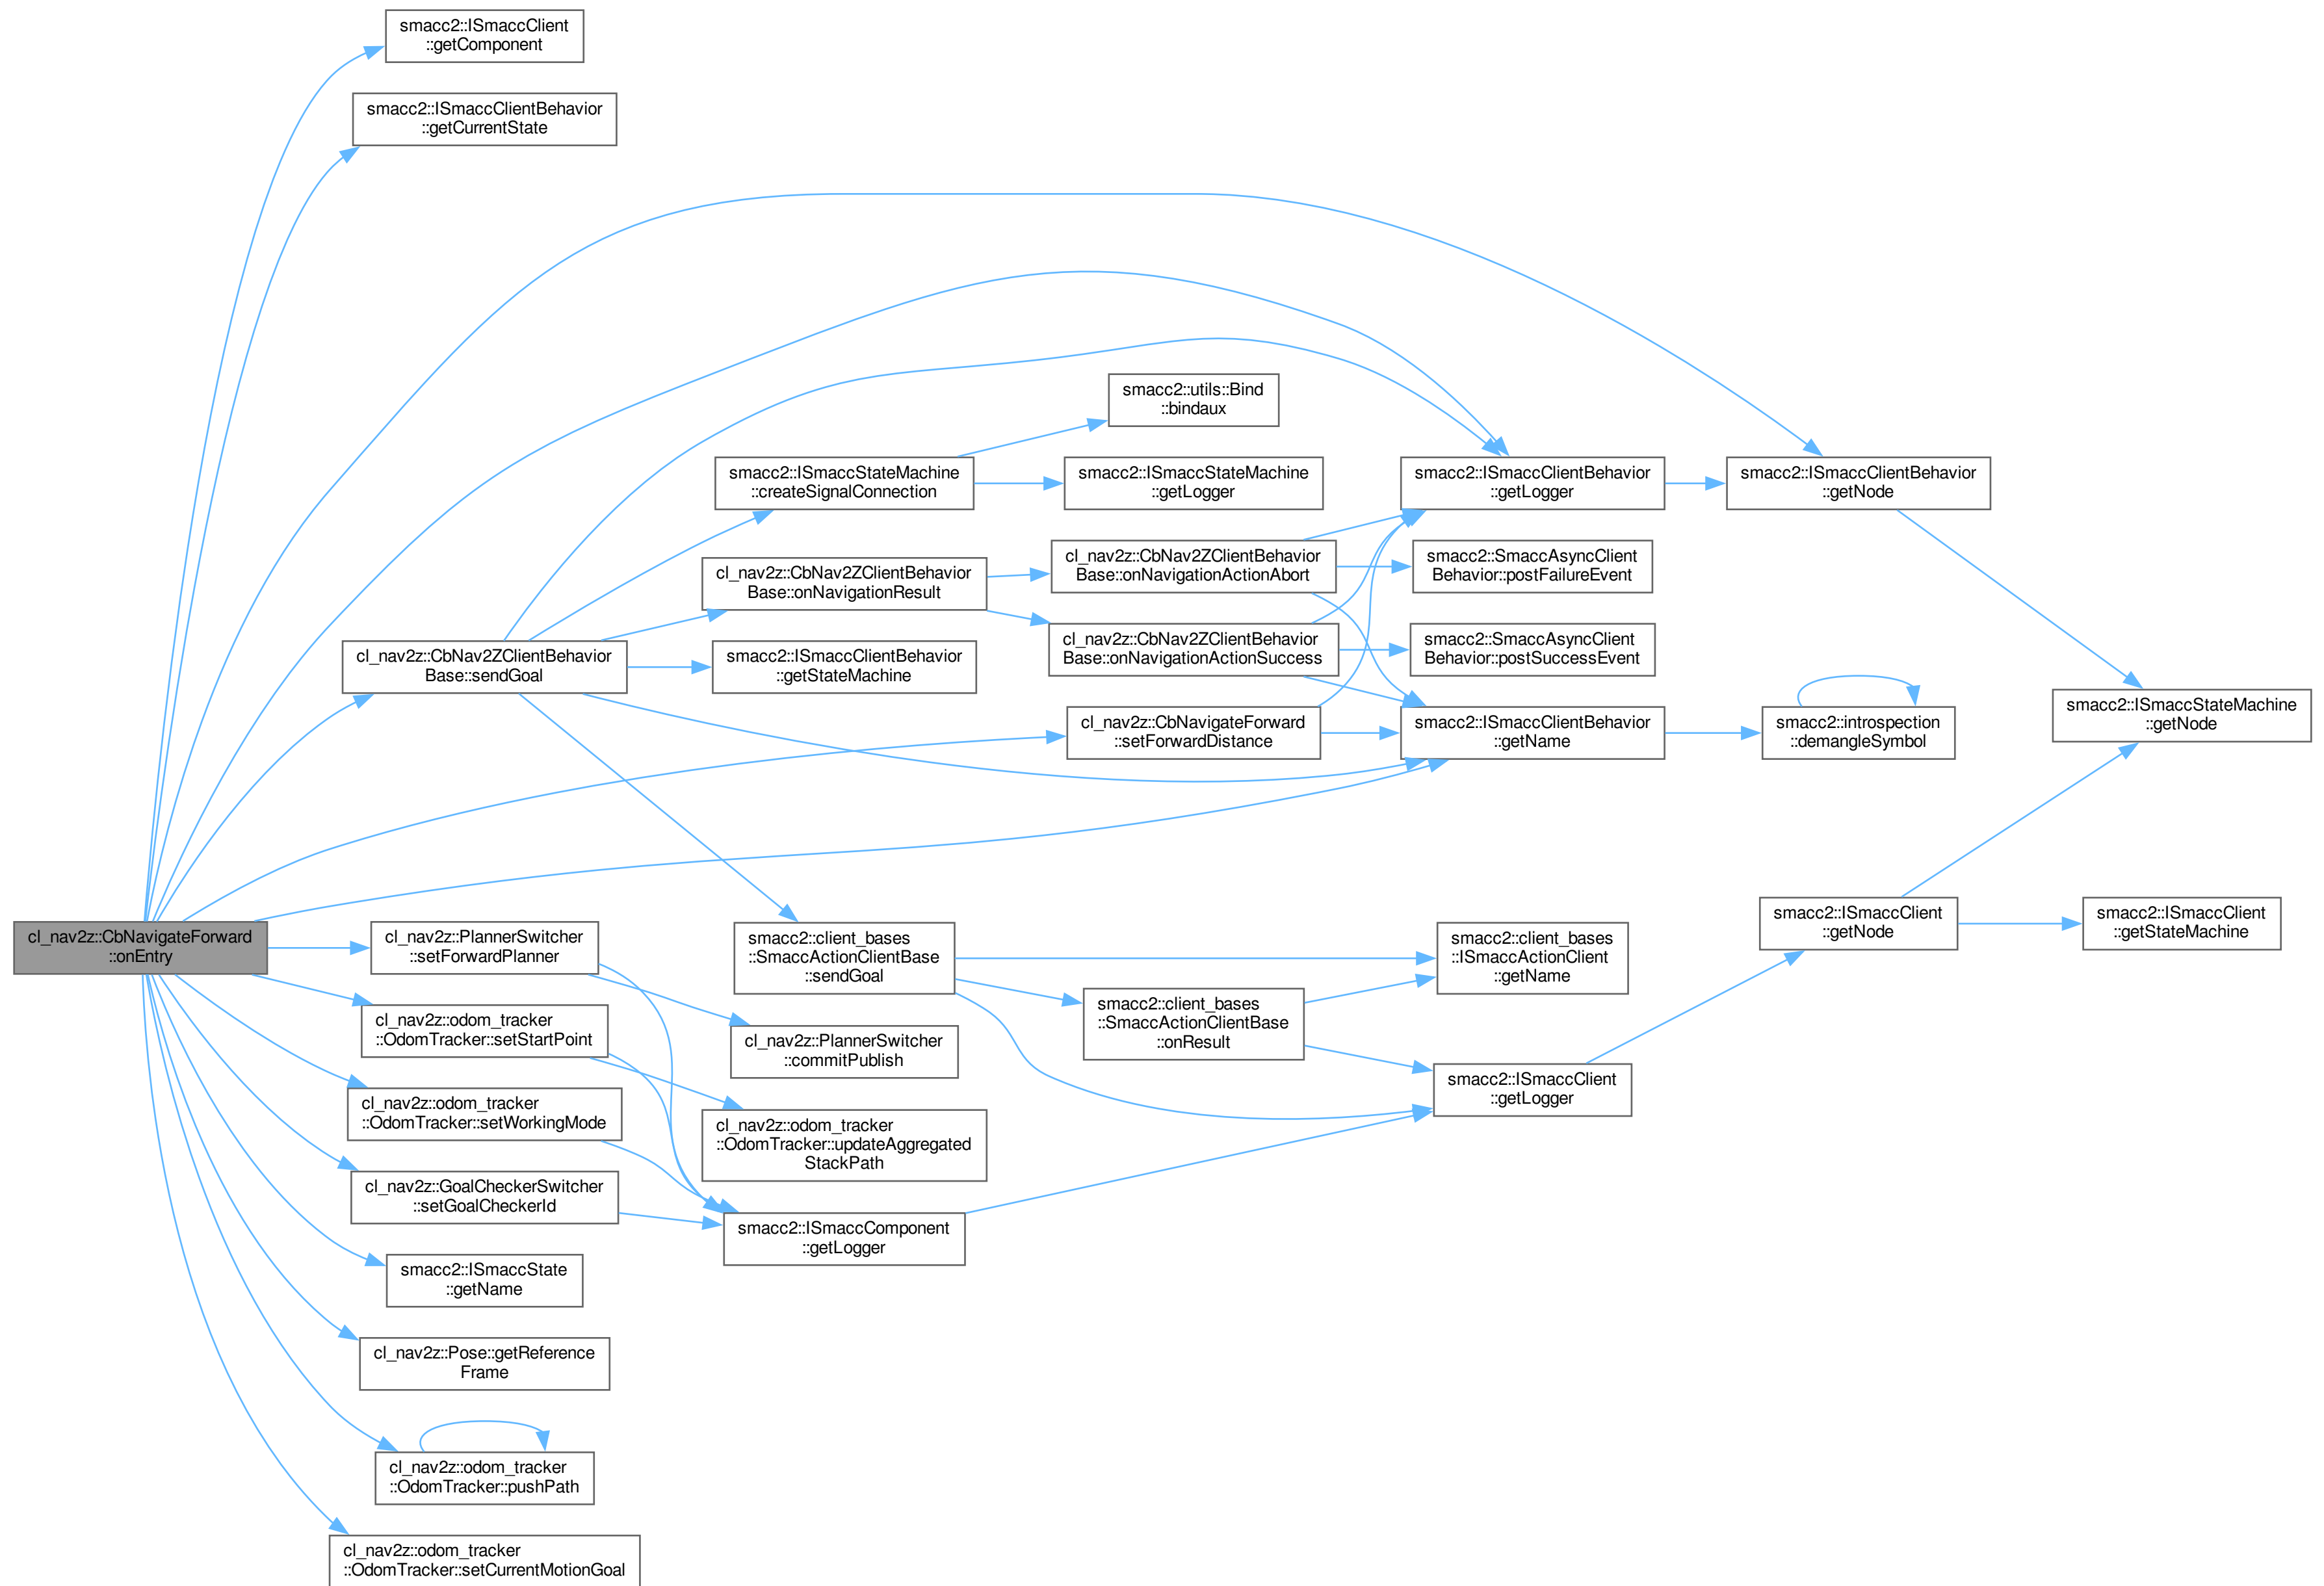 smacc2::ISmaccClient
::getComponent
smacc2::ISmaccClientBehavior
::getCurrentState
smacc2::utils::Bind
::bindaux
smacc2::ISmaccStateMachine
::createSignalConnection
smacc2::ISmaccStateMachine
::getLogger
smacc2::ISmaccClientBehavior
::getLogger
smacc2::ISmaccClientBehavior
::getNode
cl_nav2z::CbNav2ZClientBehavior
Base::onNavigationResult
cl_nav2z::CbNav2ZClientBehavior
Base::onNavigationActionAbort
smacc2::SmaccAsyncClient
Behavior::postFailureEvent
cl_nav2z::CbNav2ZClientBehavior
Base::sendGoal
smacc2::ISmaccClientBehavior
::getStateMachine
cl_nav2z::CbNav2ZClientBehavior
Base::onNavigationActionSuccess
smacc2::SmaccAsyncClient
Behavior::postSuccessEvent
cl_nav2z::CbNavigateForward
::setForwardDistance
smacc2::ISmaccClientBehavior
::getName
smacc2::introspection
::demangleSymbol
smacc2::ISmaccStateMachine
::getNode
cl_nav2z::CbNavigateForward
::onEntry
cl_nav2z::PlannerSwitcher
::setForwardPlanner
smacc2::client_bases
::SmaccActionClientBase
::sendGoal
smacc2::client_bases
::ISmaccActionClient
::getName
smacc2::ISmaccClient
::getNode
smacc2::ISmaccClient
::getStateMachine
cl_nav2z::odom_tracker
::OdomTracker::setStartPoint
cl_nav2z::PlannerSwitcher
::commitPublish
smacc2::client_bases
::SmaccActionClientBase
::onResult
smacc2::ISmaccClient
::getLogger
cl_nav2z::odom_tracker
::OdomTracker::setWorkingMode
cl_nav2z::odom_tracker
::OdomTracker::updateAggregated
StackPath
cl_nav2z::GoalCheckerSwitcher
::setGoalCheckerId
smacc2::ISmaccComponent
::getLogger
smacc2::ISmaccState
::getName
cl_nav2z::Pose::getReference
Frame
cl_nav2z::odom_tracker
::OdomTracker::pushPath
cl_nav2z::odom_tracker
::OdomTracker::setCurrentMotionGoal